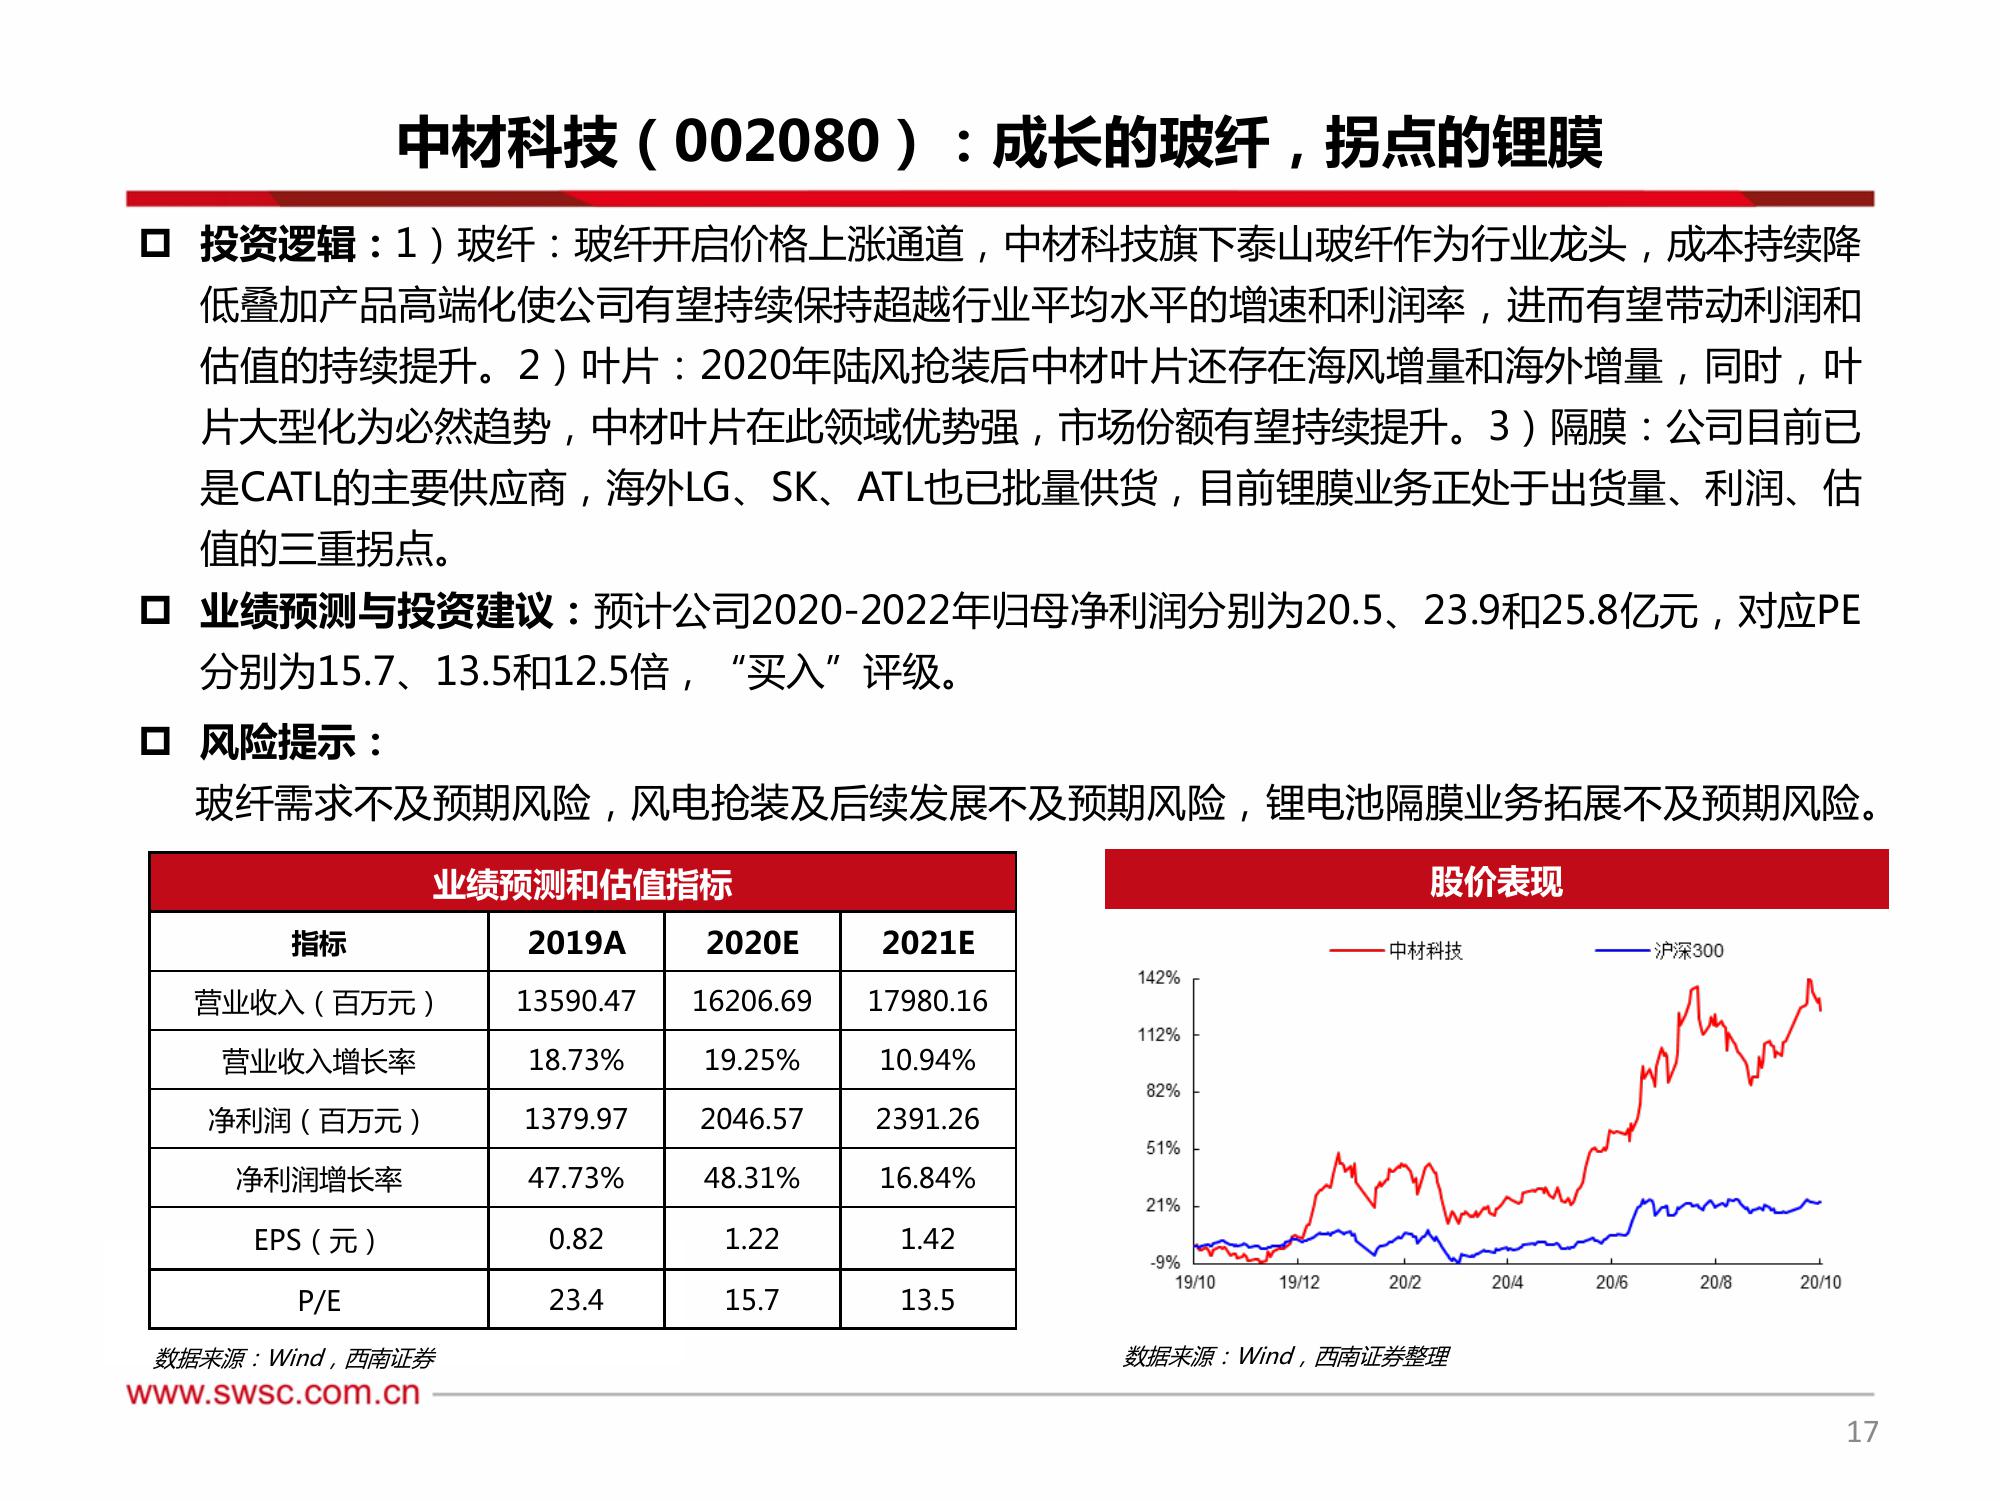 中材科技（002080）：成长的玻纤，拐点的锂膜
投资逻辑：1）玻纤：玻纤开启价格上涨通道，中材科技旗下泰山玻纤作为行业龙头，成本持续降
低叠加产品高端化使公司有望持续保持超越行业平均水平的增速和利润率，进而有望带动利润和
估值的持续提升。2）叶片：2020年陆风抢装后中材叶片还存在海风增量和海外增量，同时，叶
片大型化为必然趋势，中材叶片在此领域优势强，市场份额有望持续提升。3）隔膜：公司目前已
是CATL的主要供应商，海外LG、SK、ATL也已批量供货，目前锂膜业务正处于出货量、利润、估
值的三重拐点。
业绩预测与投资建议：预计公司2020-2022年归母净利润分别为20.5、23.9和25.8亿元，对应PE
分别为15.7、13.5和12.5倍，“买入”评级。
风险提示：
玻纤需求不及预期风险，风电抢装及后续发展不及预期风险，锂电池隔膜业务拓展不及预期风险。
业绩预测和估值指标
指标 2019A 2020E 2021E
营业收入（百万元） 13590.47 16206.69 17980.16
营业收入增长率 18.73% 19.25% 10.94%
净利润（百万元） 1379.97 2046.57 2391.26
净利润增长率 47.73% 48.31% 16.84%
EPS（元） 0.82 1.22 1.42
P/E 23.4 15.7 13.5
数据来源：Wind，西南证券
股价表现
中材科技 沪深300
142%
112%
82%
51%
21%
-9%
19/10 19/12 20/2 20/4 20/6 20/8 20/10
数据来源：Wind，西南证券整理
www.swsc.com.cn
17